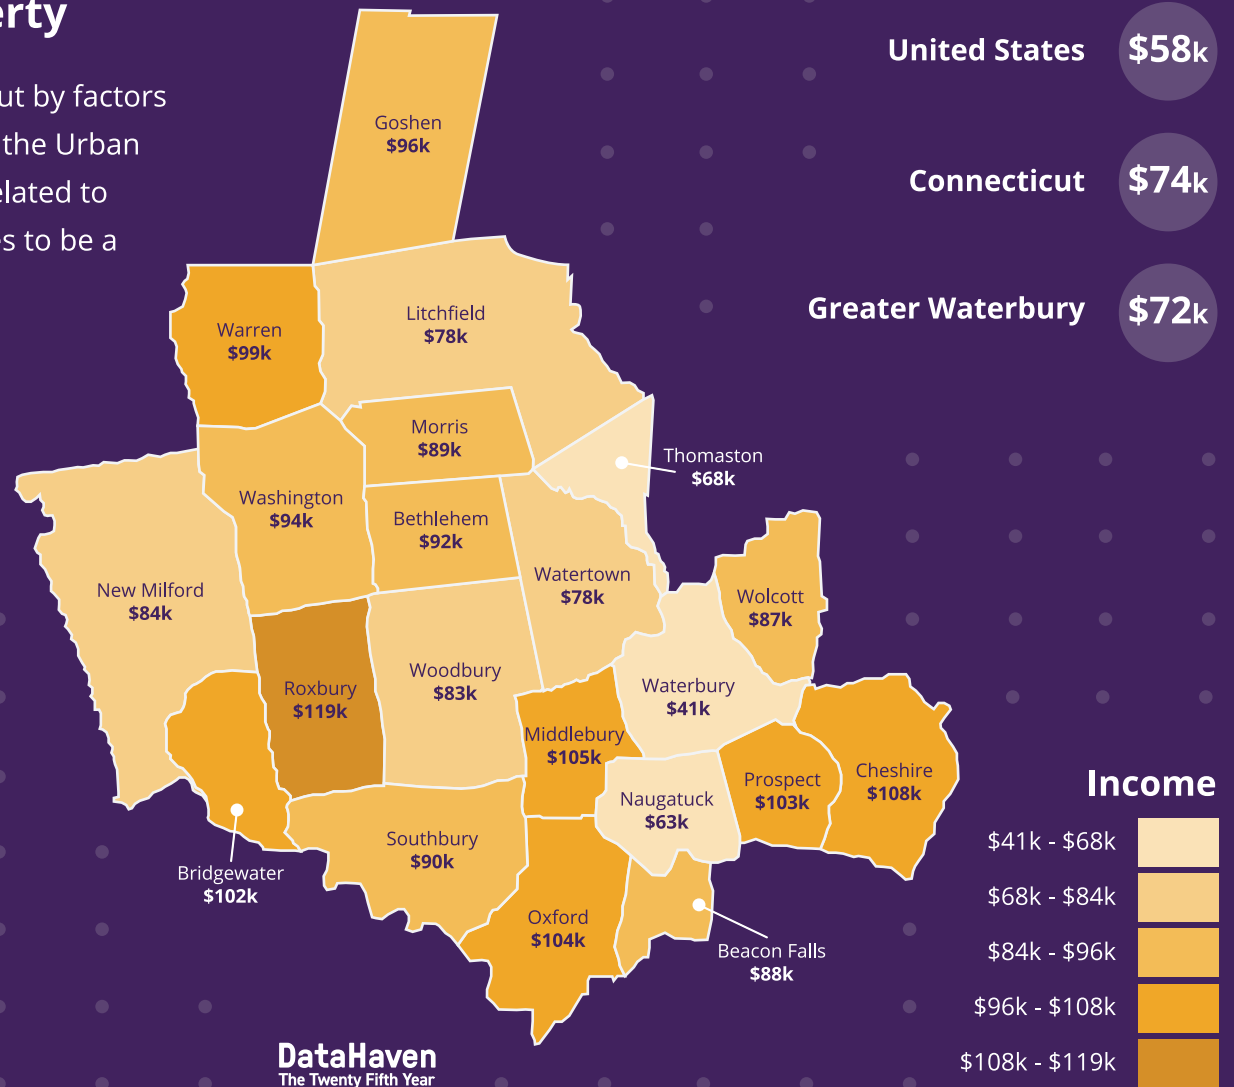 erty
ut by factors
the Urban
elated to
es to be a
United States $58k
Connecticut $74k
Greater Waterbury $72k
Goshen
$96k
Warren
$99k
Litchfield
$78k
Morris
$89k
Thomaston
$68k
Washington
$94k
Bethlehem
$92k
New Milford
$84k
Watertown
$78k
Wolcott
$87k
Roxbury
$119k
Woodbury
$83k
Waterbury
$41k
Middlebury
$105k
Prospect
$103k
Cheshire
$108k
Naugatuck
$63k
Southbury
$90k
Bridgewater
$102k
Oxford
$104k
Beacon Falls
$88k
Income
$41k - $68k
$68k - $84k
$84k - $96k
$96k - $108k
$108k - $119k
DataHaven
The Twenty Fifth Year